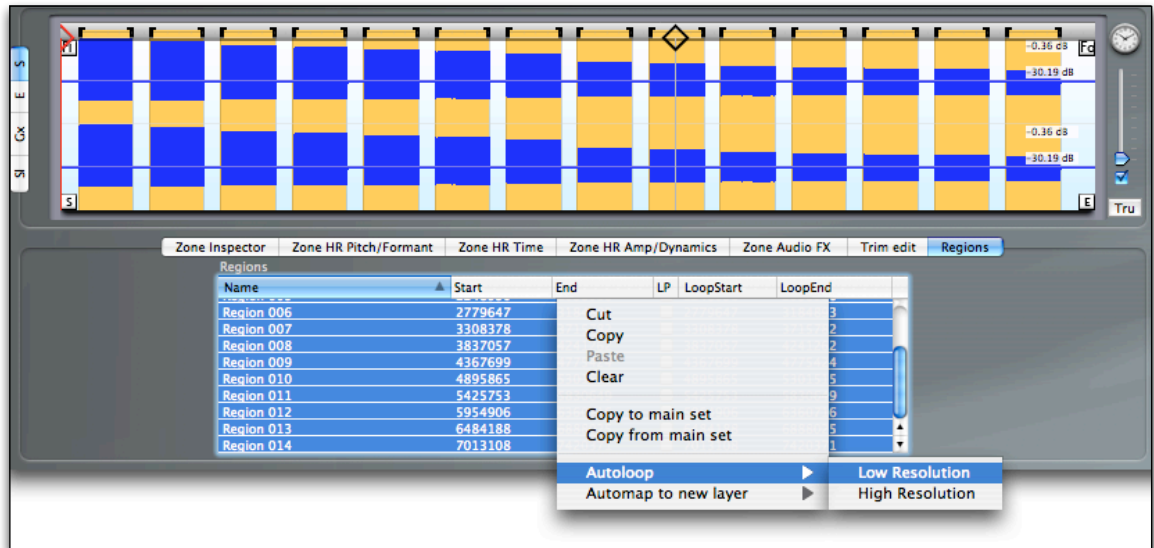 Fo
-0.36 dB
-30.19 dB
S
E
Gx
-0.36 dB
-30.19 dB
S
E
Tru
Zone Inspector Zone HR Pitch/Formant Zone HR Time Zone HR Amp/Dynamics Zone Audio FX Trim edit Regions
Regions
Name Start End LP LoopStart LoopEnd
Region 006 2779647
Region 007 3308378
Region 008 3837057
Region 009 4367699
Region 010 4895865
Region 011 5425753
Region 012 5954906
Region 013 6484188
Region 014 7013108
Cut
Copy
Paste
Clear
Copy to main set
Copy from main set
Autoloop
Automap to new layer
Low Resolution
High Resolution